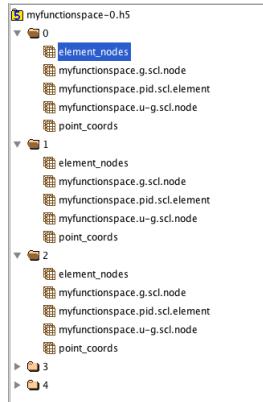 myfunctionspace-0.h5
0
element_nodes
myfunctionspace.g.scl.node
myfunctionspace.pid.scl.element
myfunctionspace.u-g.scl.node
point_coords
1
element_nodes
myfunctionspace.g.scl.node
myfunctionspace.pid.scl.element
myfunctionspace.u-g.scl.node
point_coords
2
element_nodes
myfunctionspace.g.scl.node
myfunctionspace.pid.scl.element
myfunctionspace.u-g.scl.node
point_coords
3
4